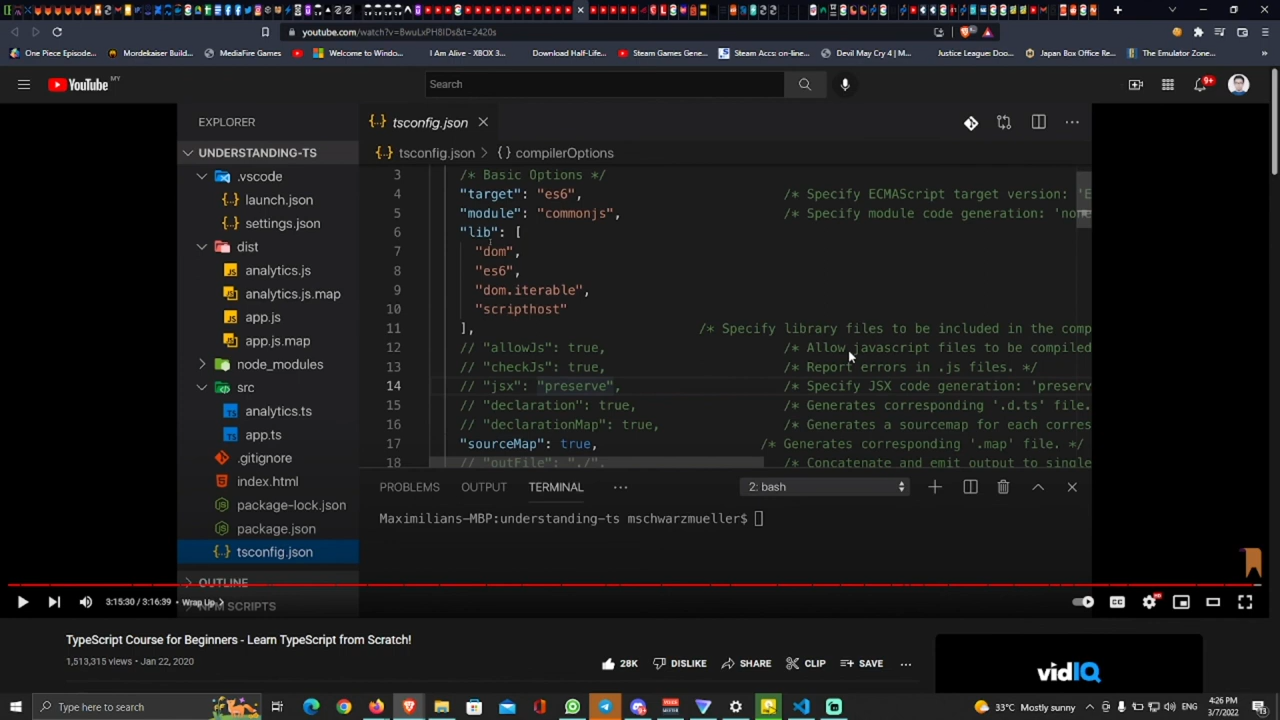 youtube.com/watch?v=BwuLxPH8IDs&t=2420s
One Piece Episode...
Mordekaiser Build...
MediaFire Games
Welcome to Windo...
I Am Alive - XBOX 3...
Download Half-Life...
Steam Games Gene...
Steam Accs: on-line...
Devil May Cry 4 (M...
Justice League: Doo...
Japan Box Office Re...
The Emulator Zone...
YouTube MY
Search
9+
EXPLORER
tsconfig.json
UNDERSTANDING-TS
{..} tsconfig.json > {} compilerOptions
.vscode
launch.json
settings.json
dist
analytics.js
analytics.js.map
app.js
app.js.map
node_modules
src
analytics.ts
app.ts
.gitignore
index.html
package-lock.json
package.json
tsconfig.json
OUTLINE
NPM SCRIPTS
3 /* Basic Options */
4 "target": "es6", /* Specify ECMAScript target version: 'E
5 "module": "commonjs", /* Specify module code generation: 'none
6 "lib": [
7 "dom",
8 "es6",
9 "dom.iterable",
10 "scripthost"
11 ], /* Specify library files to be included in the comp
12 // "allowJs": true, /* Allow javascript files to be compiled
13 // "checkJs": true, /* Report errors in .js files. */
14 // "jsx": "preserve", /* Specify JSX code generation: 'preserv
15 // "declaration": true, /* Generates corresponding '.d.ts' file.
16 // "declarationMap": true, /* Generates a sourcemap for each corres
17 "sourceMap": true, /* Generates corresponding '.map' file. */
18 // "outFile": "./", /* Concatenate and emit output to single
PROBLEMS OUTPUT TERMINAL ... 2: bash
Maximilians-MBP:understanding-ts mschwarzmueller$
3:15:30 / 3:16:39 • Wrap Up >
CC
HD
TypeScript Course for Beginners - Learn TypeScript from Scratch!
1,513,315 views • Jan 22, 2020
28K DISLIKE SHARE CLIP SAVE ...
vidIQ
Type here to search
33°C Mostly sunny
ENG
4:26 PM
3/7/2022